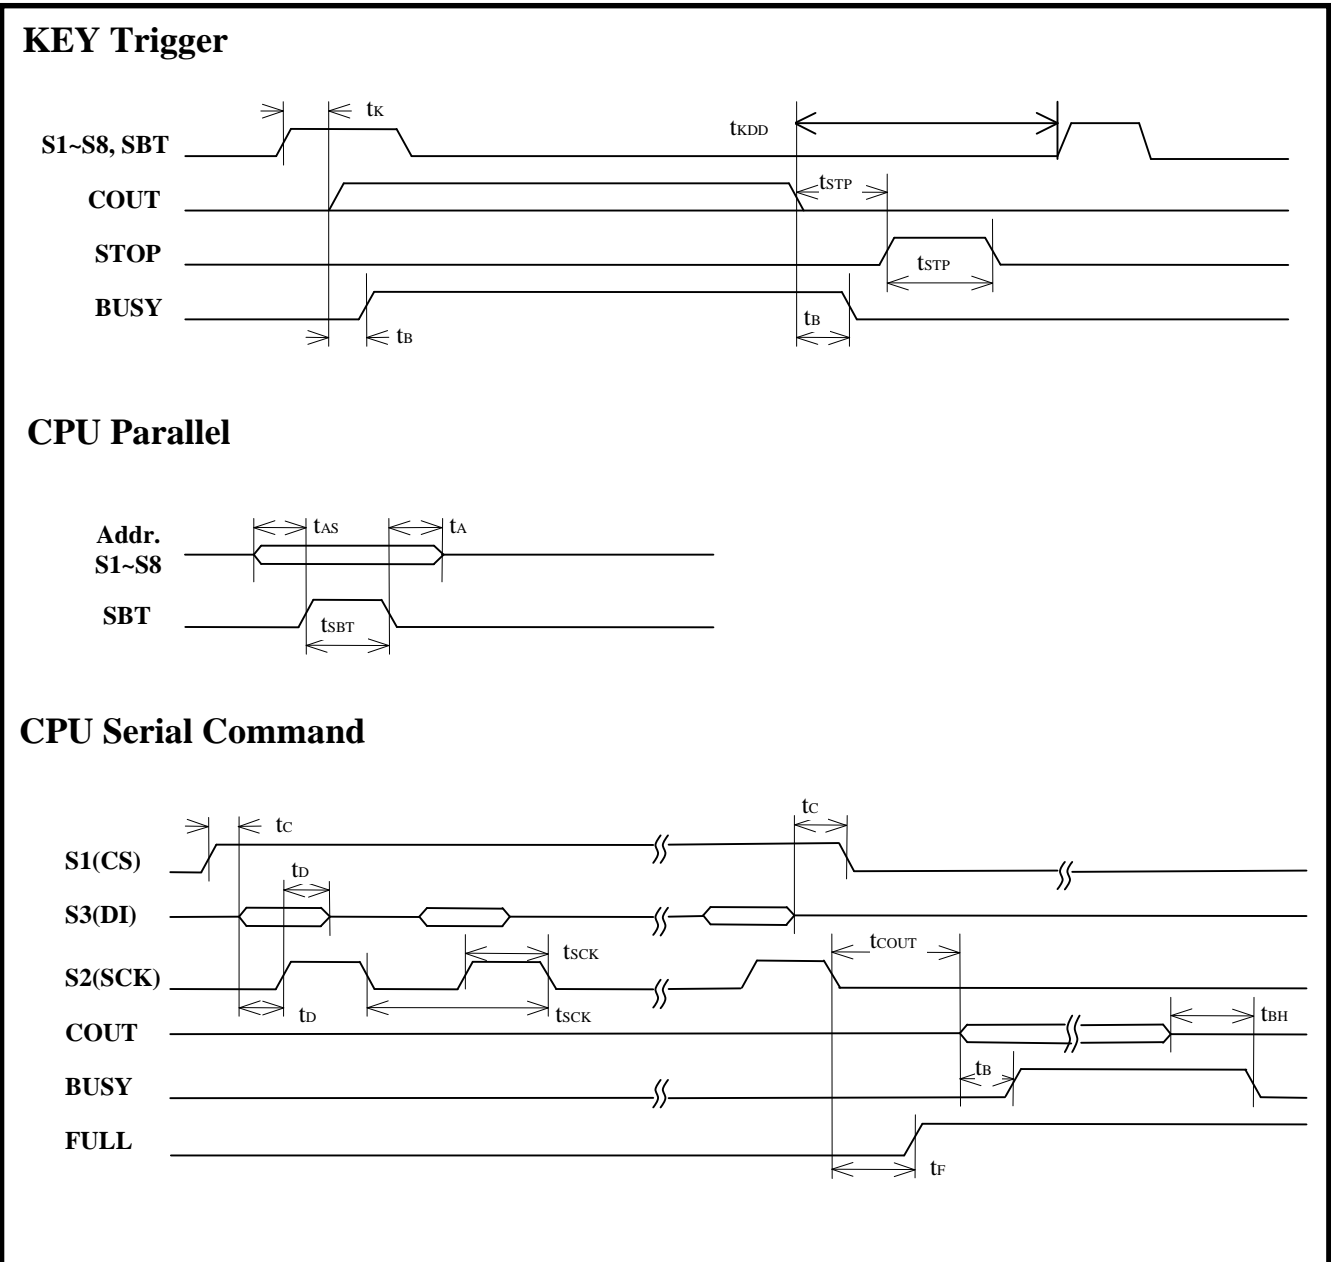 KEY Trigger
tK
S1~S8, SBT
tKDD
COUT
tSTP
STOP
tSTP
BUSY
tB
tB
CPU Parallel
Addr.
S1~S8
tAS
tA
SBT
tSBT
CPU Serial Command
tC
tC
S1(CS)
tD
S3(DI)
tCOUT
S2(SCK)
tSCK
tD
tSCK
COUT
tBH
BUSY
tB
FULL
tF